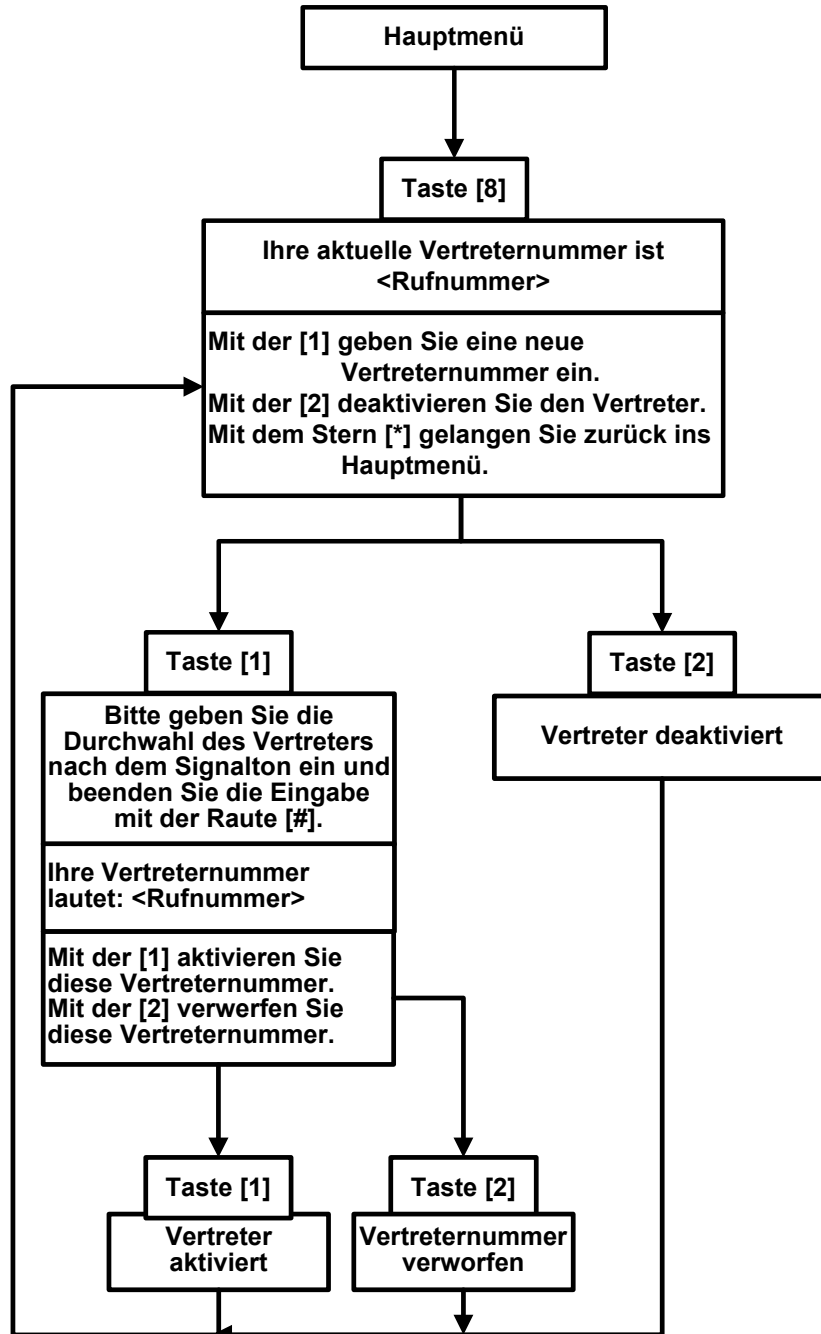 Hauptmenü
Taste [8]
Ihre aktuelle Vertreternummer ist
<Rufnummer>
Mit der [1] geben Sie eine neue
Vertreternummer ein.
Mit der [2] deaktivieren Sie den Vertreter.
Mit dem Stern [*] gelangen Sie zurück ins
Hauptmenü.
Taste [1]
Bitte geben Sie die
Durchwahl des Vertreters
nach dem Signalton ein und
beenden Sie die Eingabe
mit der Raute [#].
Ihre Vertreternummer
lautet: <Rufnummer>
Mit der [1] aktivieren Sie
diese Vertreternummer.
Mit der [2] verwerfen Sie
diese Vertreternummer.
Taste [2]
Vertreter deaktiviert
Taste [1]
Vertreter
aktiviert
Taste [2]
Vertreternummer
verworfen